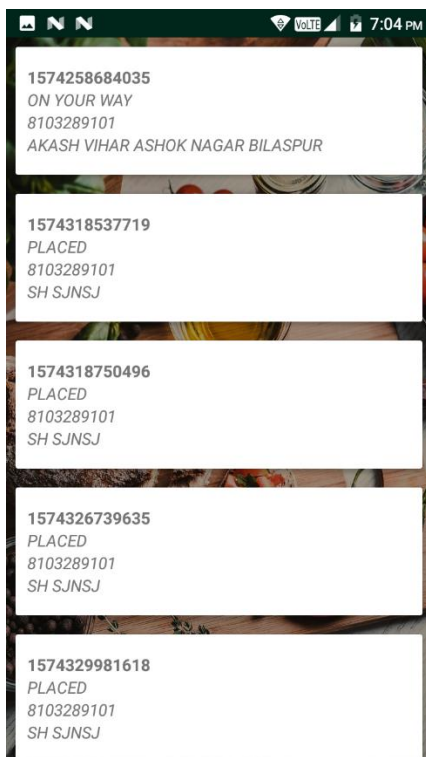 VoLTE 7:04 PM
1574258684035
ON YOUR WAY
8103289101
AKASH VIHAR ASHOK NAGAR BILASPUR
1574318537719
PLACED
8103289101
SH SJNSJ
1574318750496
PLACED
8103289101
SH SJNSJ
1574326739635
PLACED
8103289101
SH SJNSJ
1574329981618
PLACED
8103289101
SH SJNSJ